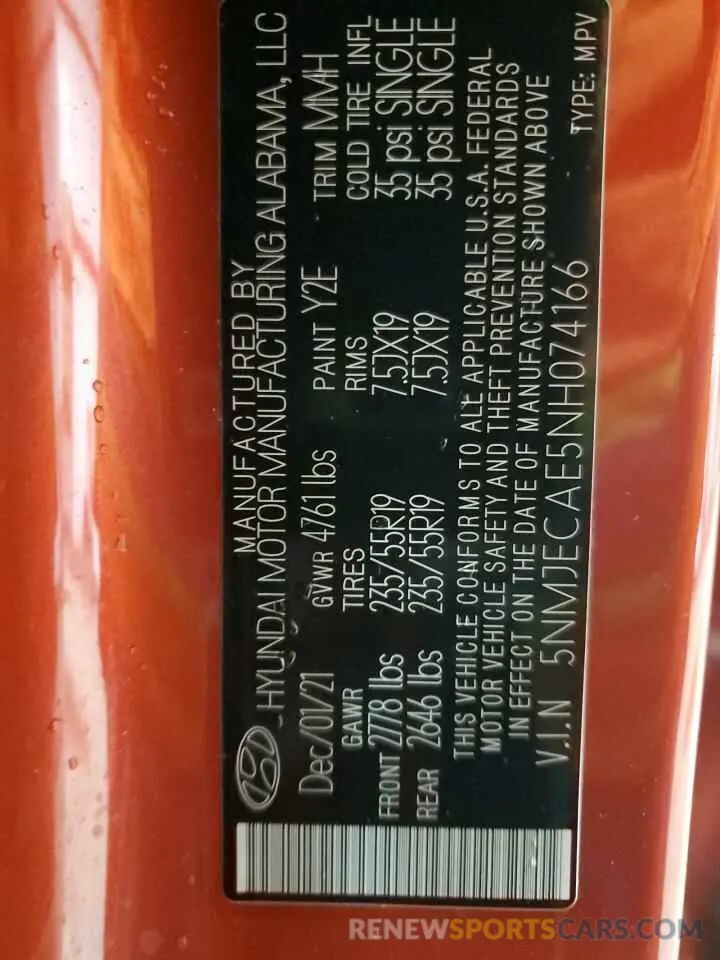 MANUFACTURED BY
HYUNDAI MOTOR MANUFACTURING ALABAMA, LLC
Dec/01/21 GVWR 4761 lbs PAINT Y2E TRIM MMH
GAWR TIRES RIMS COLD TIRE INFL
FRONT 2778 lbs 235/55R19 7.5JX19 35 psi SINGLE
REAR 2646 lbs 235/55R19 7.5JX19 35 psi SINGLE
THIS VEHICLE CONFORMS TO ALL APPLICABLE U.S.A. FEDERAL
MOTOR VEHICLE SAFETY AND THEFT PREVENTION STANDARDS
IN EFFECT ON THE DATE OF MANUFACTURE SHOWN ABOVE
V.I.N 5NMJECAE5NH074166 TYPE: MPV
RENEWSPORTSCARS.COM